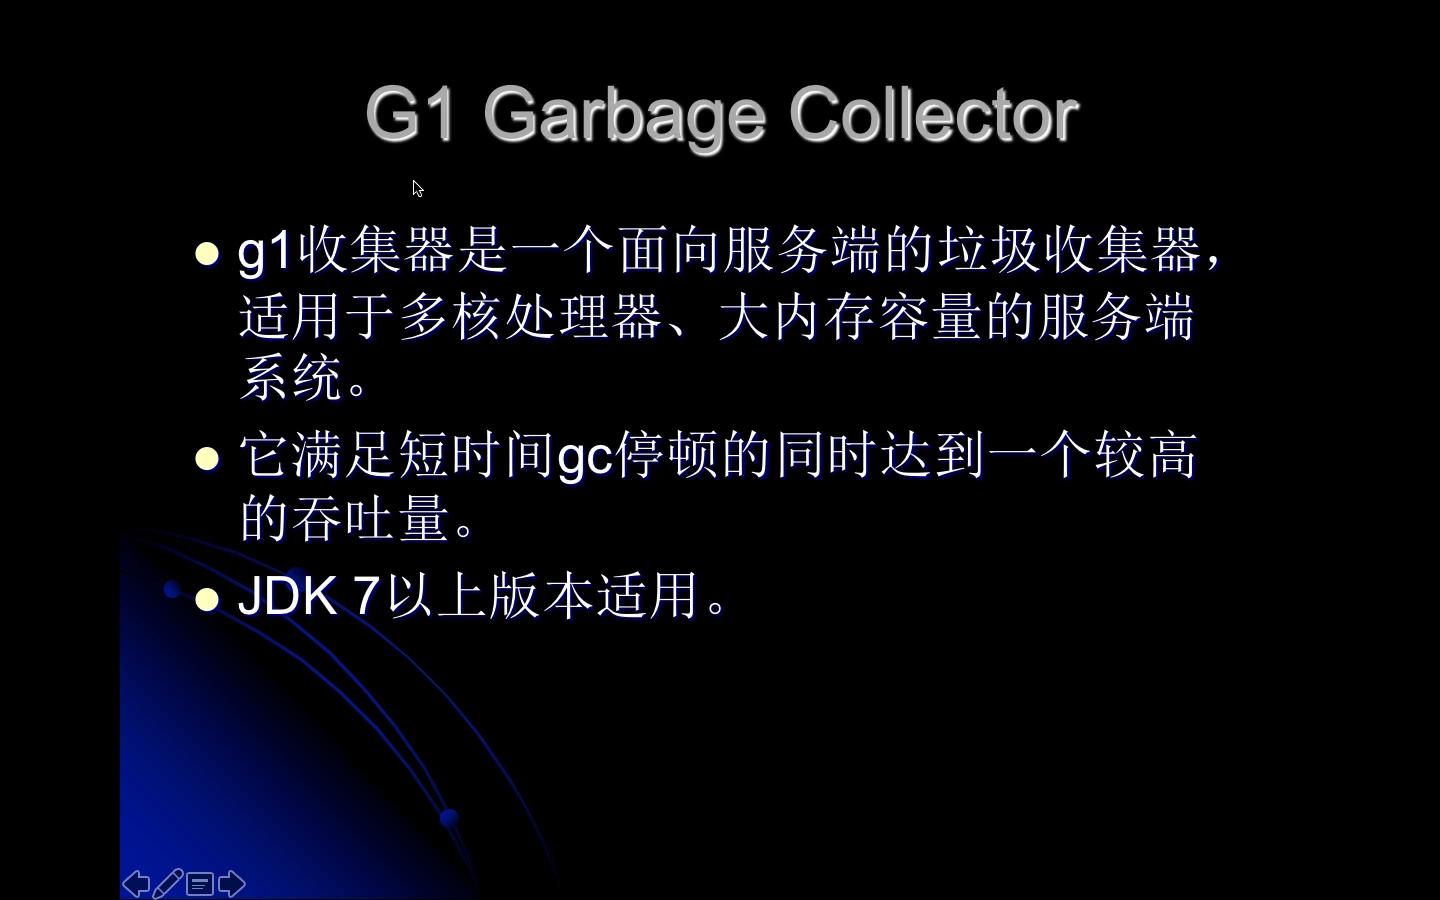 G1 Garbage Collector
g1收集器是一个面向服务端的垃圾收集器，
适用于多核处理器、大内存容量的服务端
系统。
它满足短时间gc停顿的同时达到一个较高
的吞吐量。
JDK 7以上版本适用。